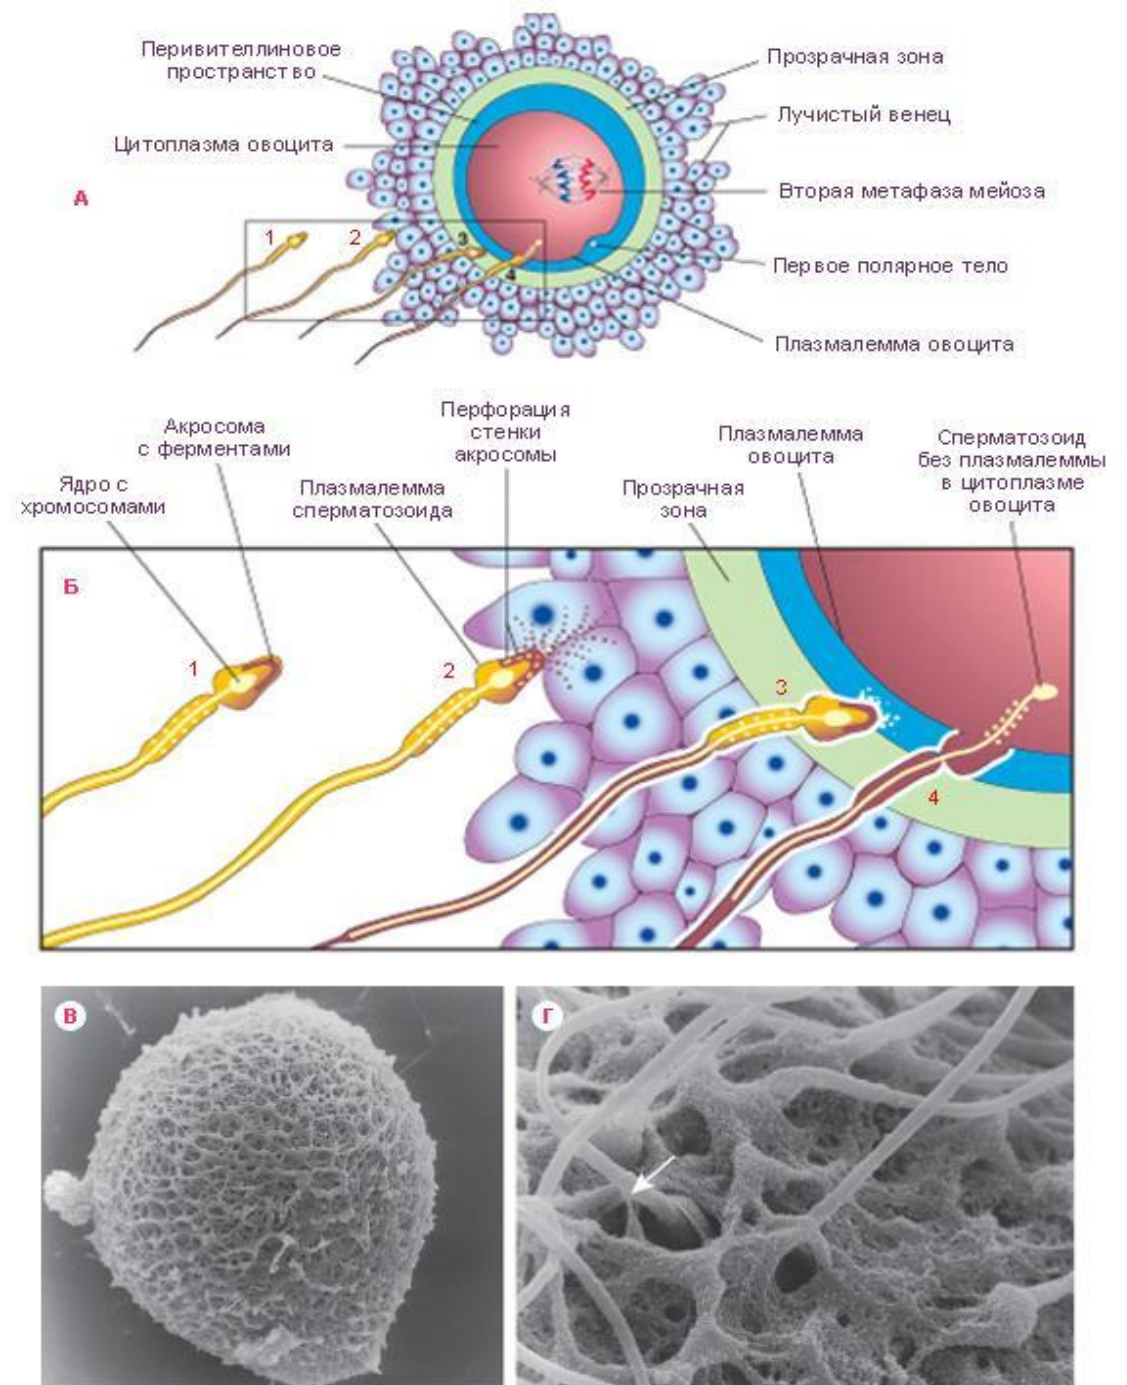 Перивителлиновое
пространство
Прозрачная зона
Лучистый венец
Цитоплазма овоцита
А
Вторая метафаза мейоза
1
2
3
4
Первое полярное тело
Плазмалемма овоцита
Акросома
с ферментами
Перфорация
стенки
акросомы
Плазмалемма
овоцита
Сперматозоид
без плазмалеммы
в цитоплазме
овоцита
Ядро с
хромосомами
Плазмалемма
сперматозоида
Прозрачная
зона
Б
1
2
3
4
В
Г